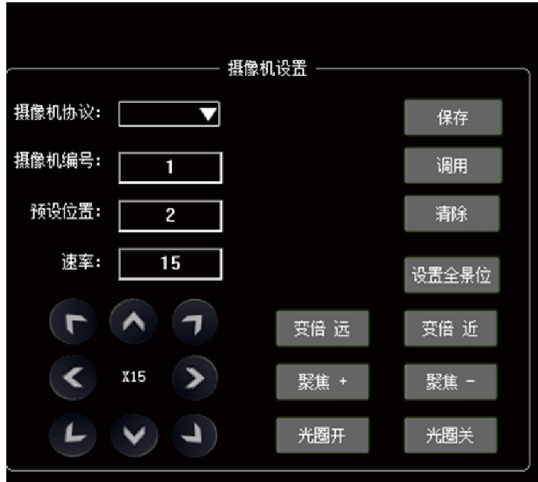 摄像机设置
摄像机协议:
保存
摄像机编号: 1
调用
预设位置: 2
清除
速率: 15
设置全景位
变倍 远
变倍 近
X15
聚焦 +
聚焦 -
光圈开
光圈关